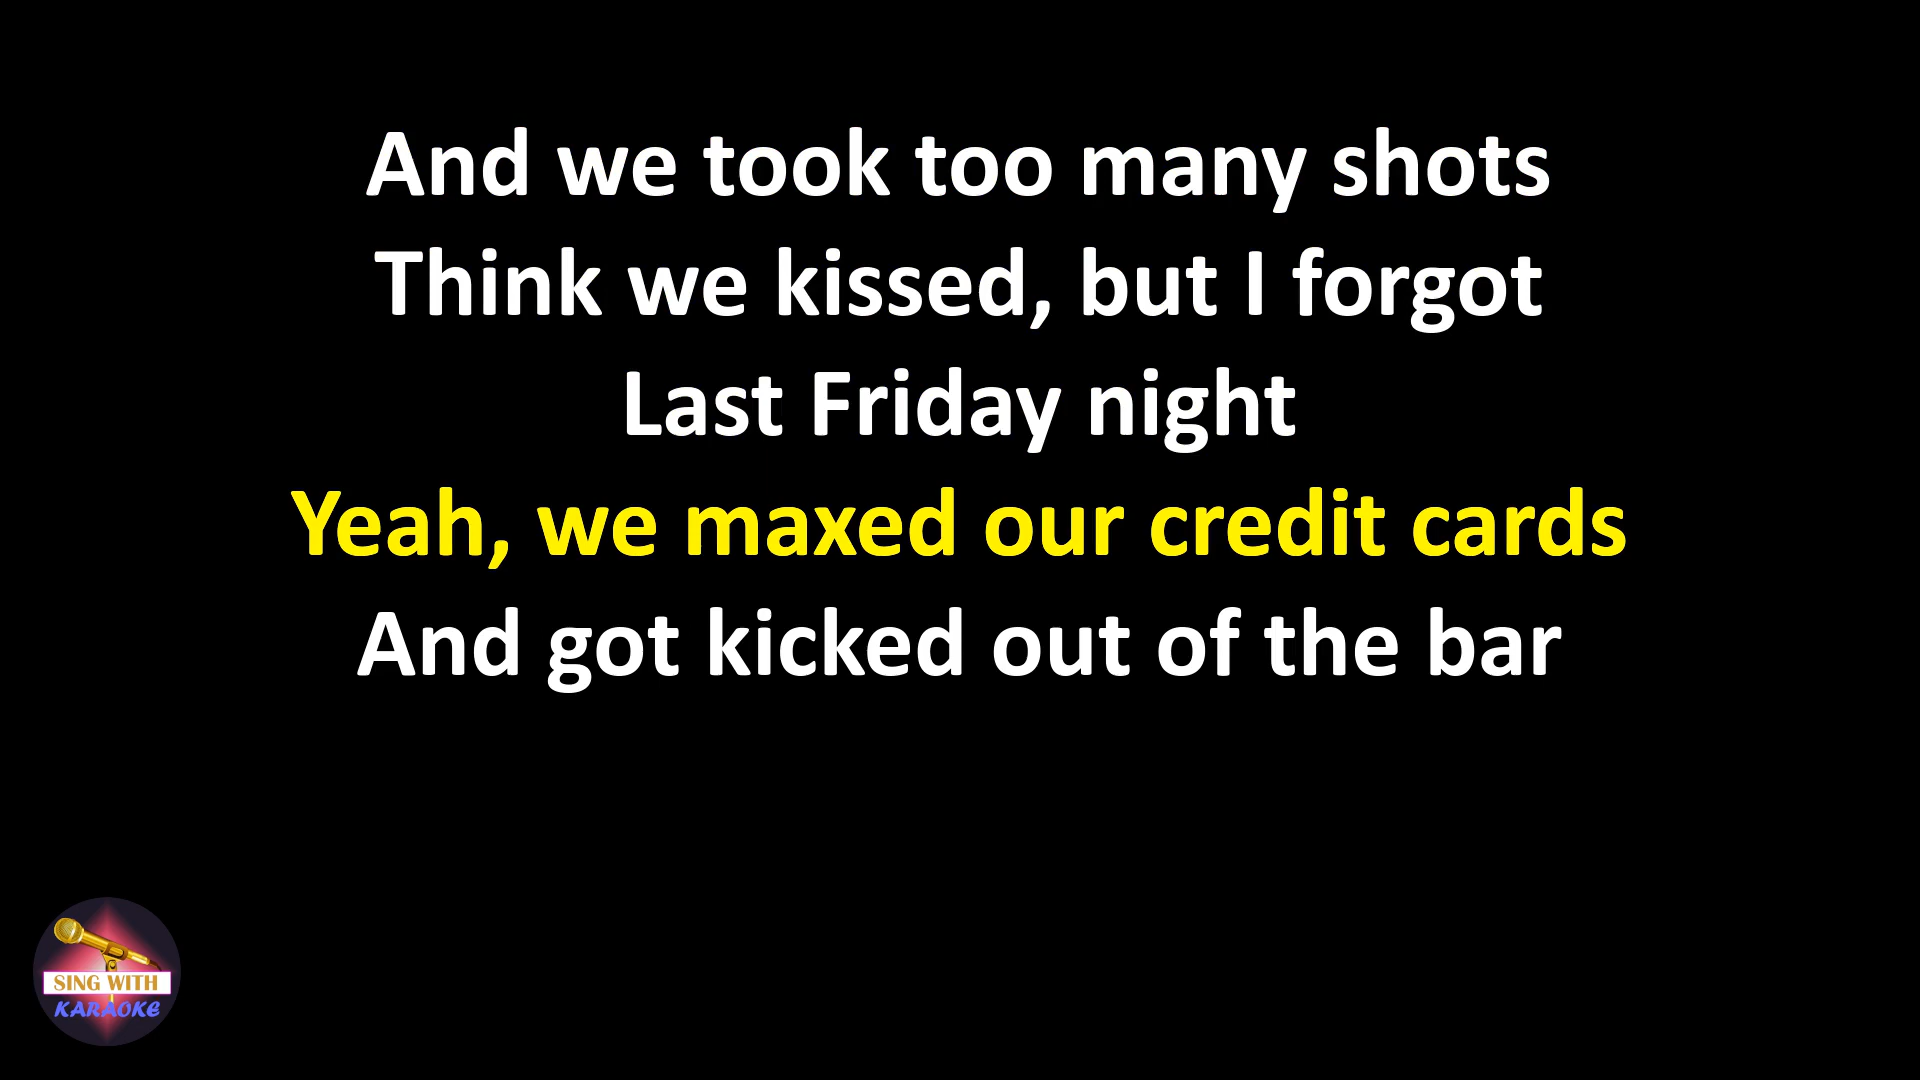 And we took too many shots
Think we kissed, but I forgot
Last Friday night
Yeah, we maxed our credit cards
And got kicked out of the bar
SING WITH
KARAOKE